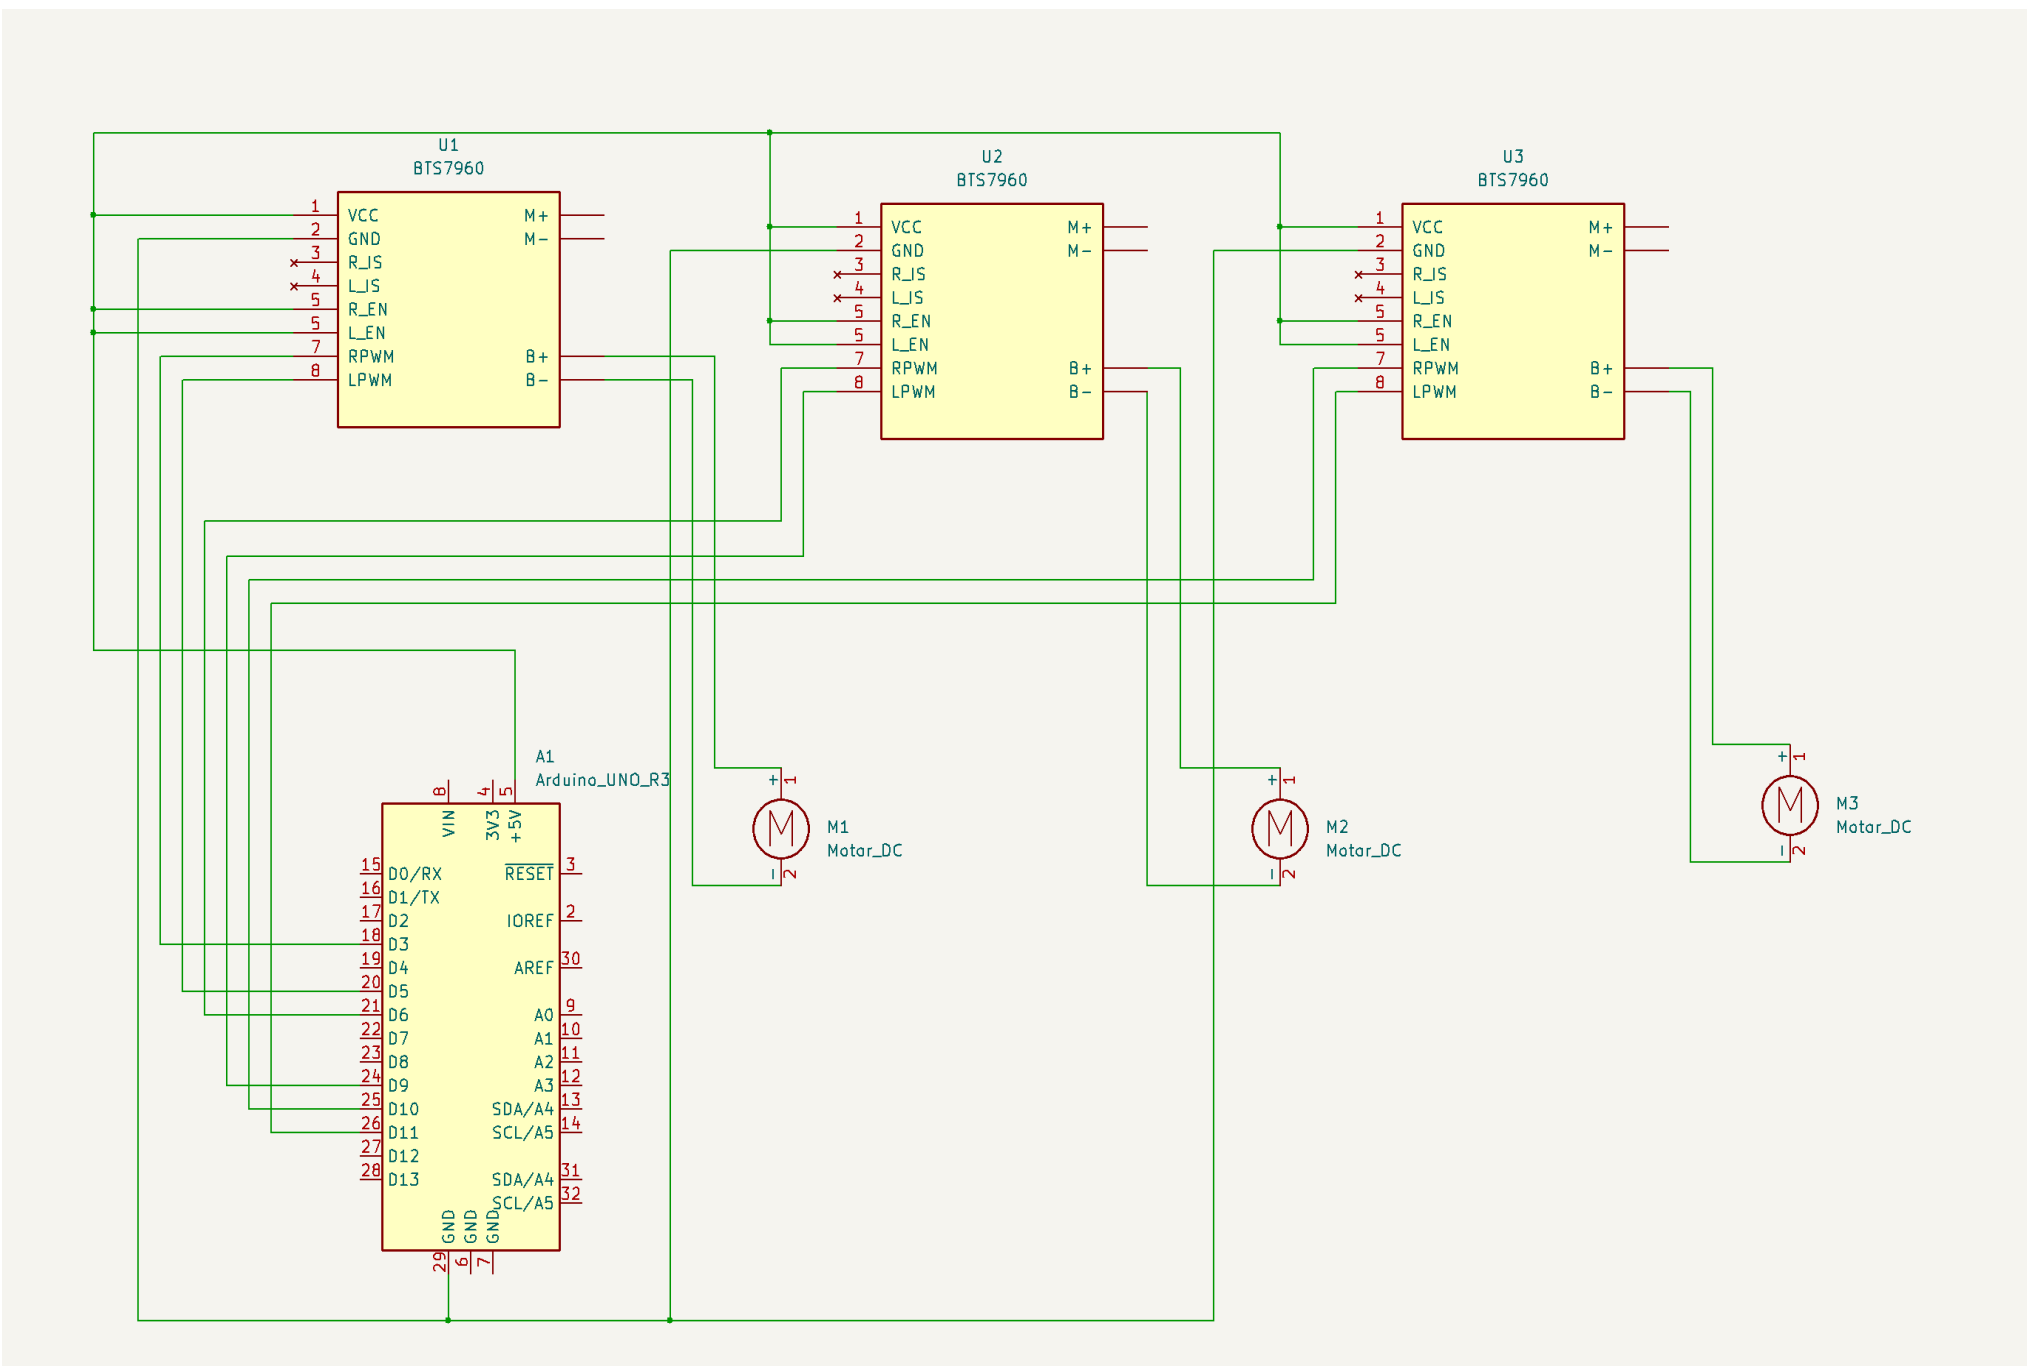 U1
BTS7960
1 VCC M+
2 GND M-
3 R_IS
4 L_IS
5 R_EN
5 L_EN
7 RPWM B+
8 LPWM B-
U2
BTS7960
1 VCC M+
2 GND M-
3 R_IS
4 L_IS
5 R_EN
5 L_EN
7 RPWM B+
8 LPWM B-
U3
BTS7960
1 VCC M+
2 GND M-
3 R_IS
4 L_IS
5 R_EN
5 L_EN
7 RPWM B+
8 LPWM B-
A1
Arduino_UNO_R3
8 4 5
VIN 3V3 +5V
15 D0/RX RESET 3
16 D1/TX
17 D2 IOREF 2
18 D3
19 D4 AREF 30
20 D5
21 D6 A0 9
22 D7 A1 10
23 D8 A2 11
24 D9 A3 12
25 D10 SDA/A4 13
26 D11 SCL/A5 14
27 D12
28 D13 SDA/A4 31
SCL/A5 32
GND GND GND
29 6 7
+ 1
M
M1
Motor_DC
- 2
+ 1
M
M2
Motor_DC
- 2
+ 1
M
M3
Motor_DC
- 2